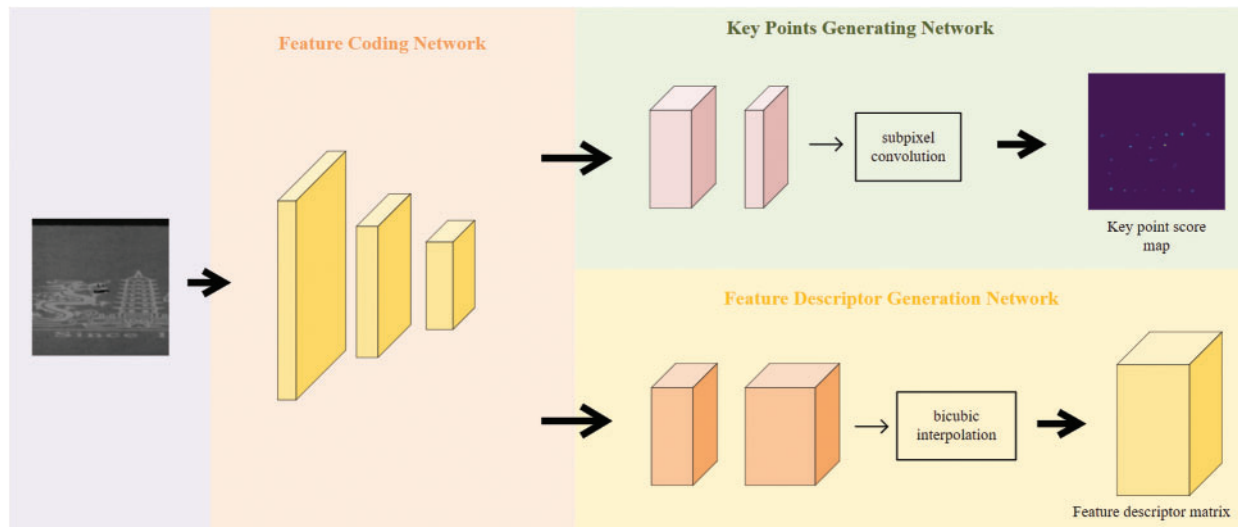 Feature Coding Network
Key Points Generating Network
subpixel
convolution
Key point score
map
Since
Feature Descriptor Generation Network
bicubic
interpolation
Feature descriptor matrix